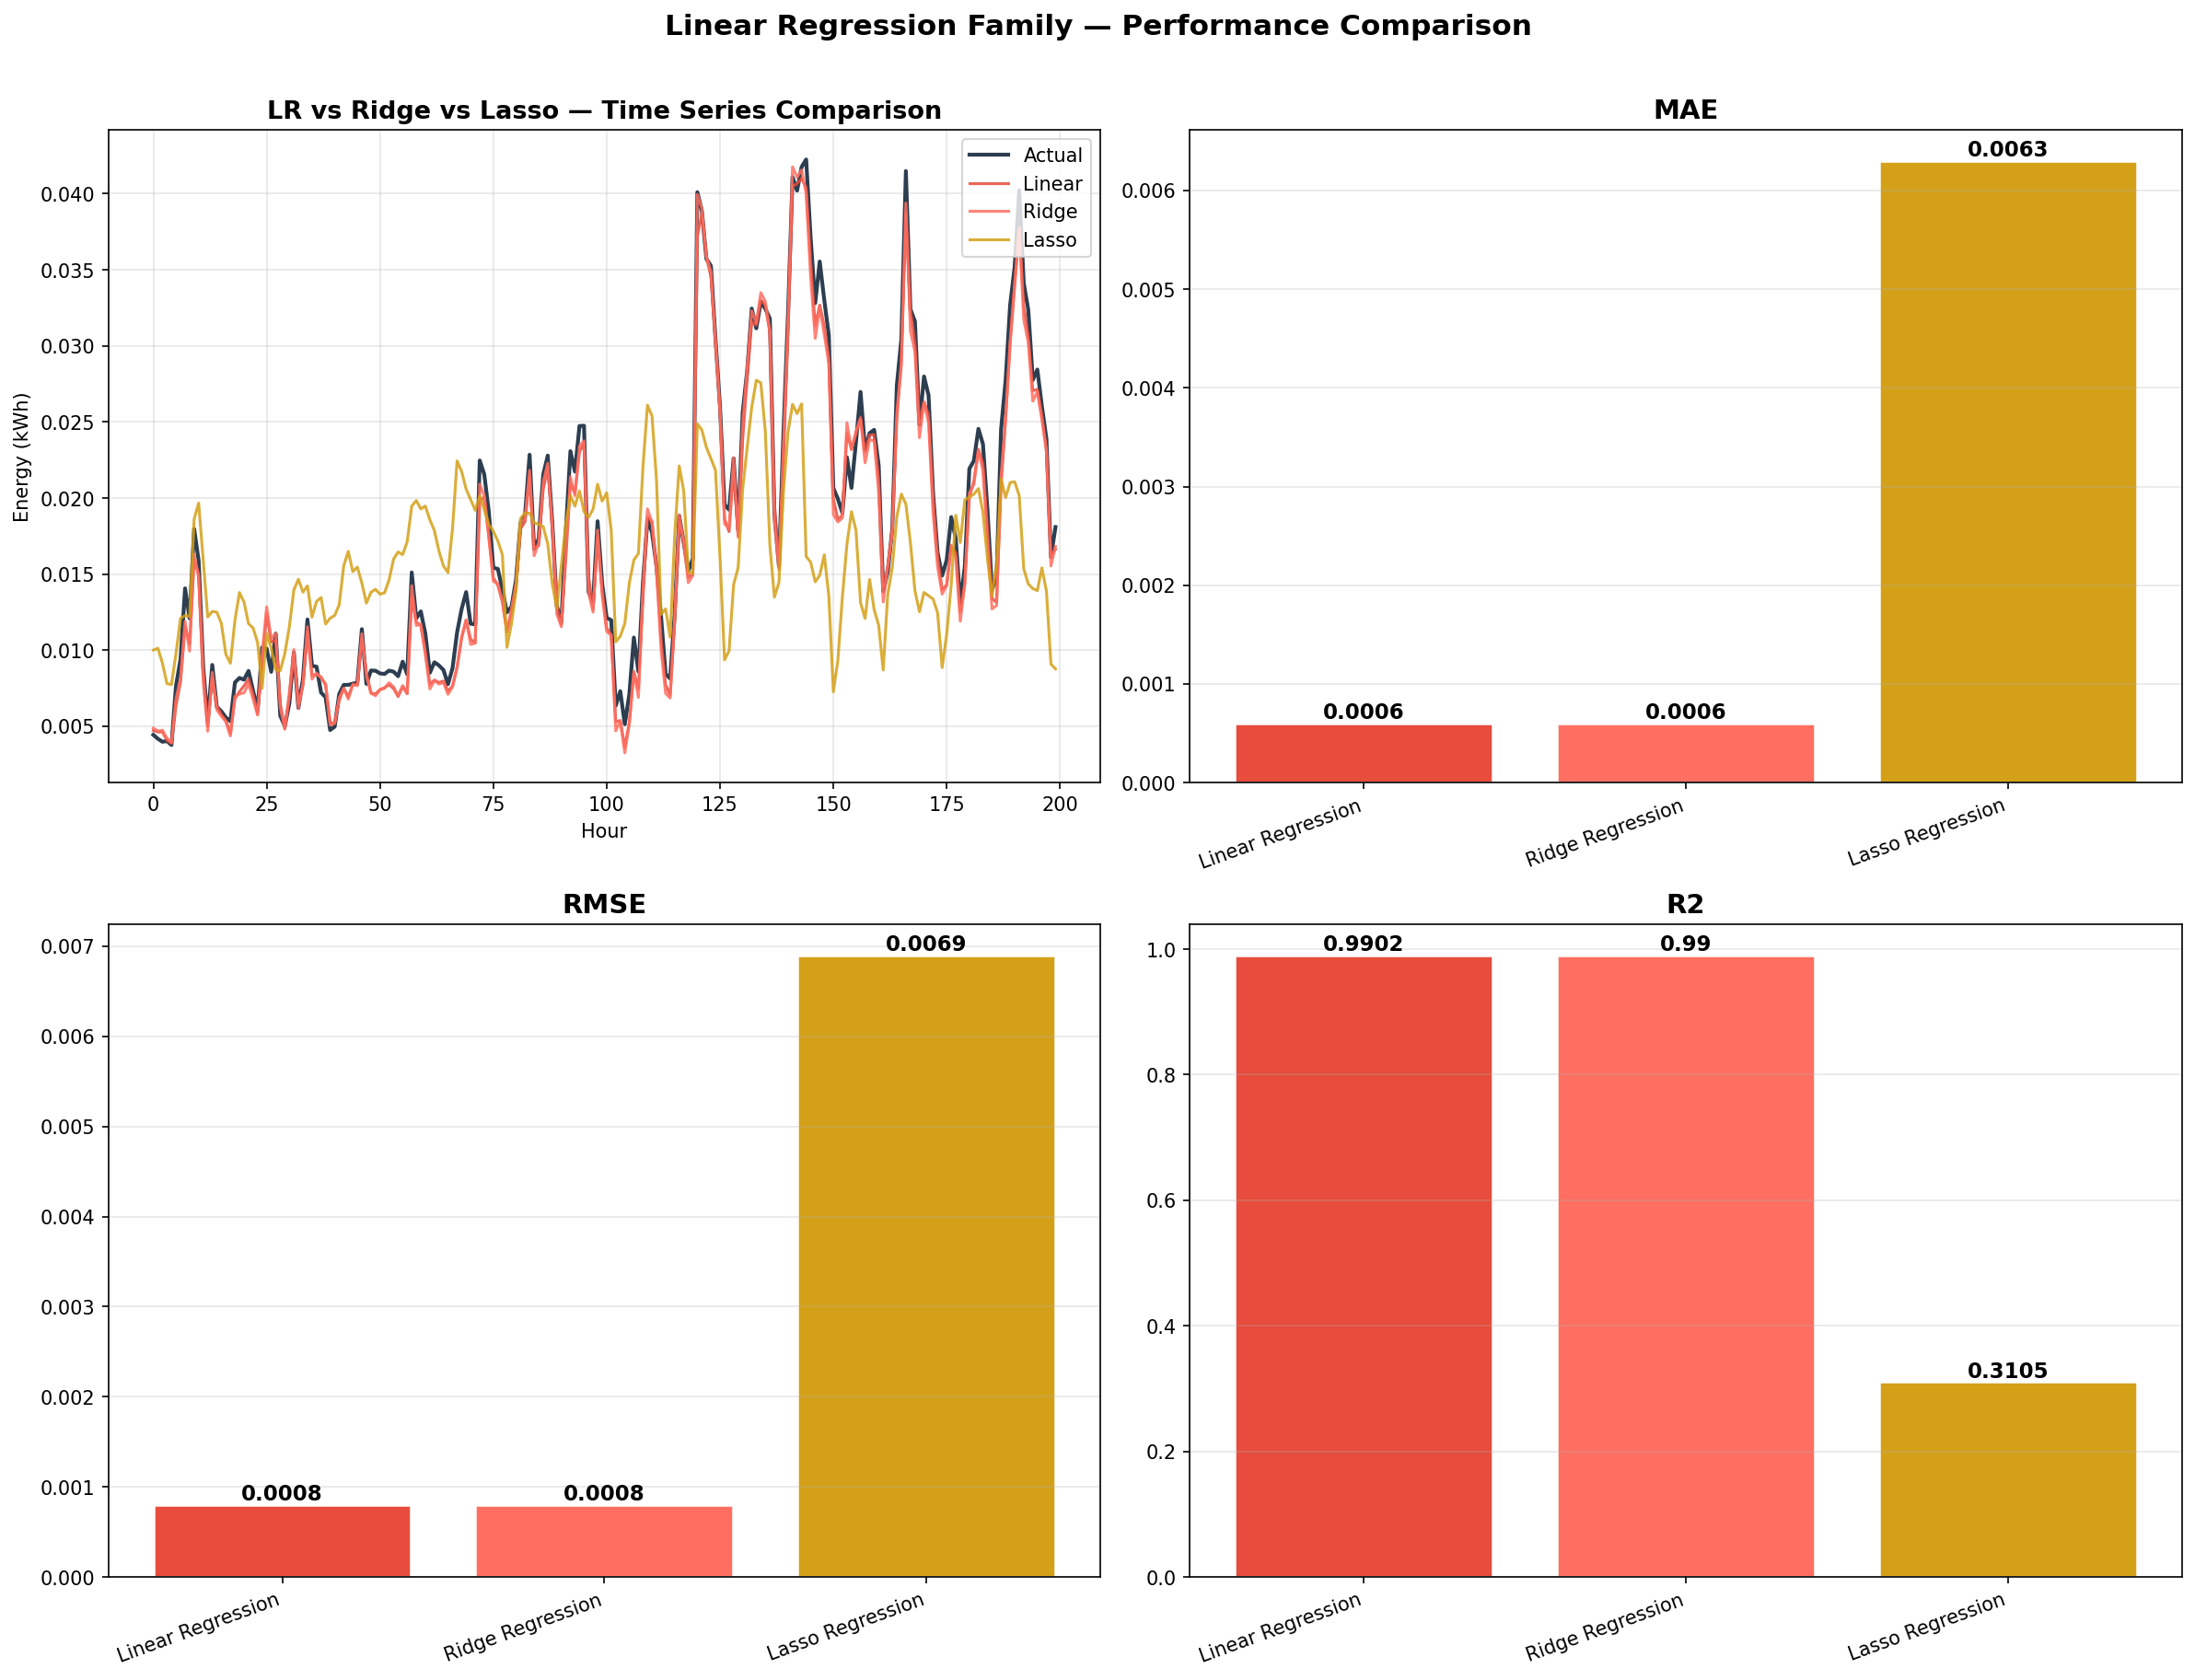 Linear Regression Family — Performance Comparison
LR vs Ridge vs Lasso — Time Series Comparison
Actual
Linear
Ridge
Lasso
Energy (kWh)
0.040
0.035
0.030
0.025
0.020
0.015
0.010
0.005
0 25 50 75 100 125 150 175 200
Hour
MAE
0.006
0.005
0.004
0.003
0.002
0.001
0.000
0.0006
0.0006
0.0063
Linear Regression
Ridge Regression
Lasso Regression
RMSE
0.007
0.006
0.005
0.004
0.003
0.002
0.001
0.000
0.0008
0.0008
0.0069
Linear Regression
Ridge Regression
Lasso Regression
R2
1.0
0.8
0.6
0.4
0.2
0.0
0.9902
0.99
0.3105
Linear Regression
Ridge Regression
Lasso Regression